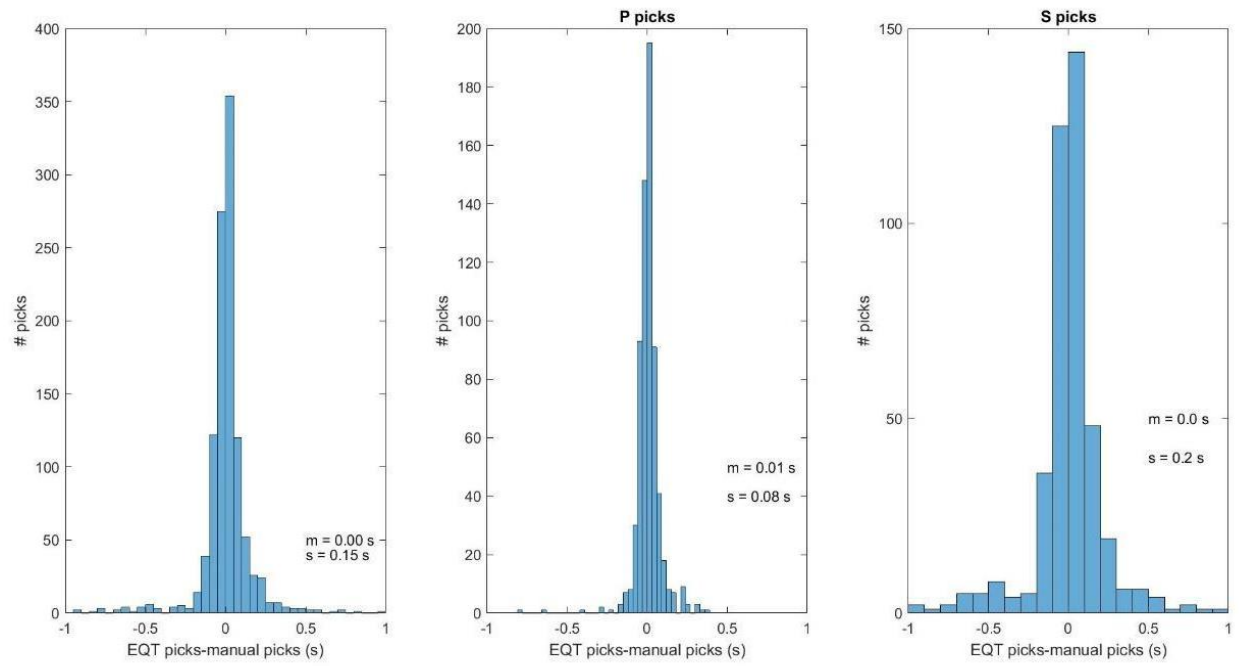 400
350
300
250
200
150
100
50
0
# picks
m = 0.00 s
s = 0.15 s
-1 -0.5 0 0.5 1
EQT picks-manual picks (s)
P picks
200
180
160
140
120
100
80
60
40
20
0
# picks
m = 0.01 s
s = 0.08 s
-1 -0.5 0 0.5 1
EQT picks-manual picks (s)
S picks
150
100
50
0
# picks
m = 0.0 s
s = 0.2 s
-1 -0.5 0 0.5 1
EQT picks-manual picks (s)